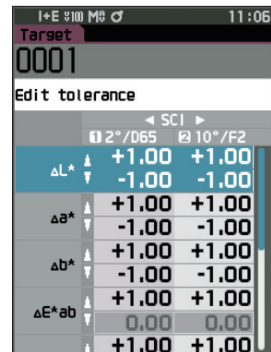 I+E M 11:06
Target
0001
Edit tolerance
◄ SCI ►
1 2°/D65 2 10°/F2
ΔL* +1.00 +1.00
-1.00 -1.00
Δa* +1.00 +1.00
-1.00 -1.00
Δb* +1.00 +1.00
-1.00 -1.00
ΔE*ab +1.00 +1.00
0.00 0.00
+1.00 +1.00